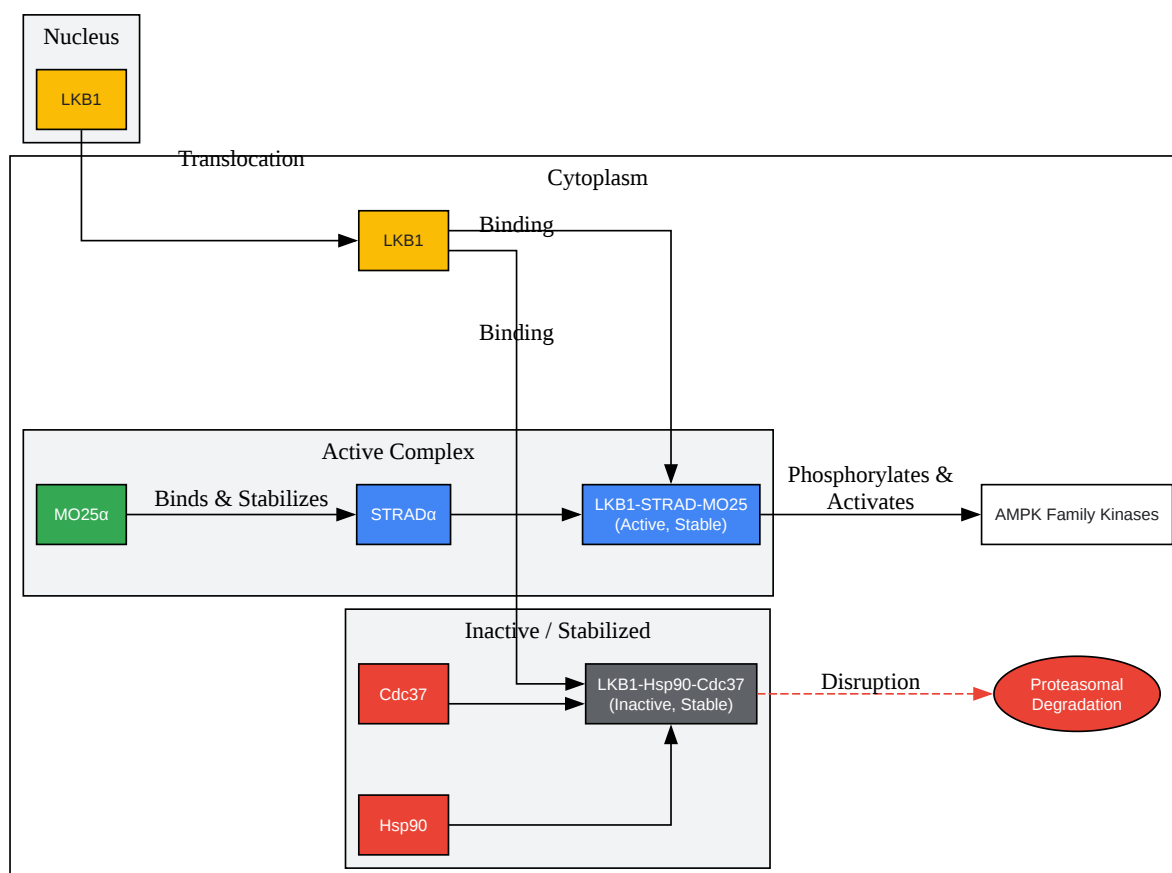 Nucleus
LKB1
Translocation
Cytoplasm
LKB1
Binding
Binding
Active Complex
MO25α
Binds & Stabilizes
STRADα
LKB1-STRAD-MO25
(Active, Stable)
Phosphorylates &
Activates
AMPK Family Kinases
Inactive / Stabilized
Cdc37
LKB1-Hsp90-Cdc37
(Inactive, Stable)
Disruption
Proteasomal
Degradation
Hsp90